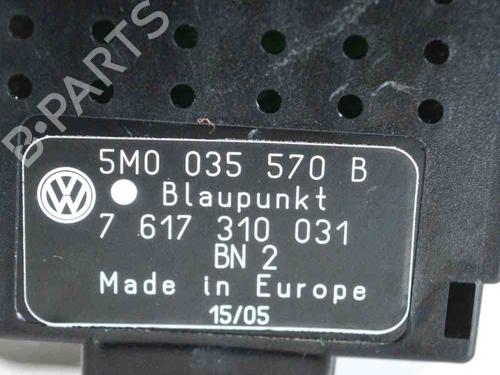 B-PARTS
5M0 035 570 B
Blaupunkt
7 617 310 031
BN 2
Made in Europe
15/05